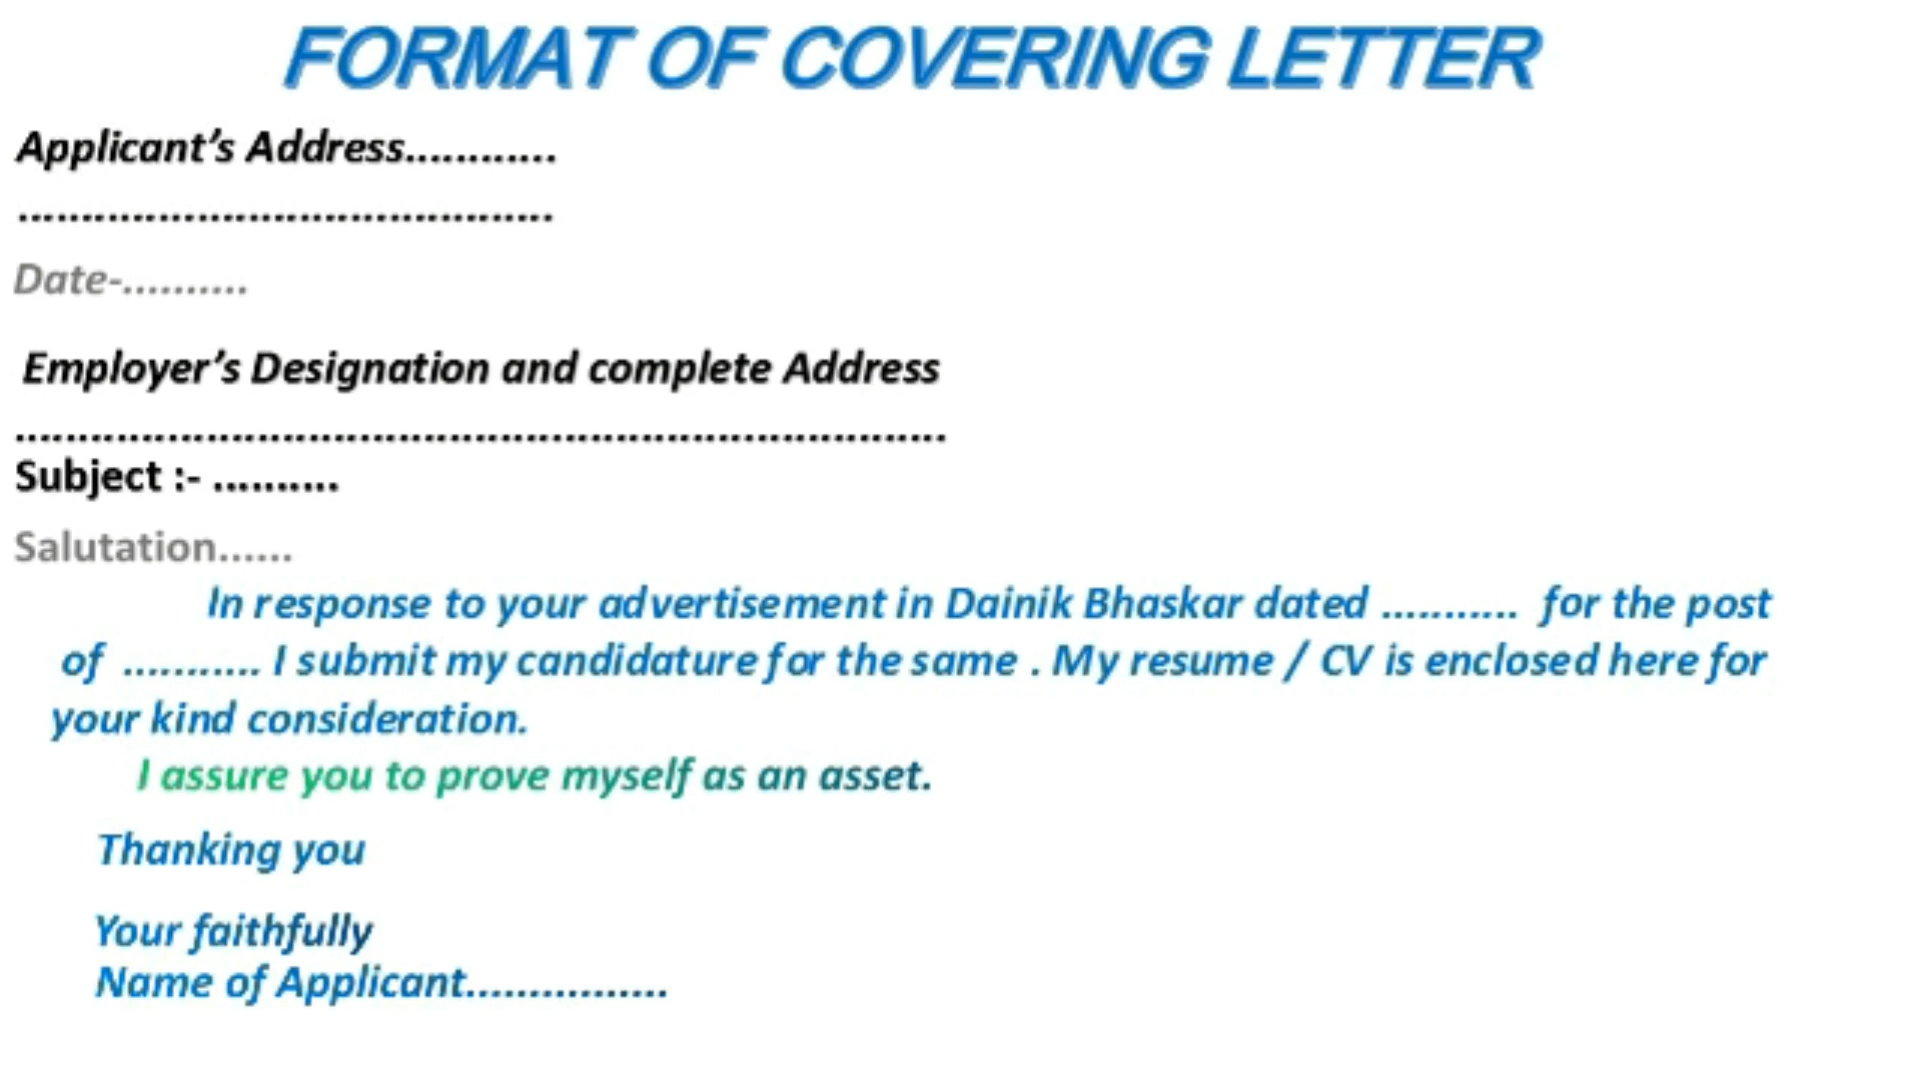 FORMAT OF COVERING LETTER
Applicant's Address............
..........................................
Date-..........
Employer's Designation and complete Address
.........................................................................
Subject :- ..........
Salutation......
In response to your advertisement in Dainik Bhaskar dated ........... for the post
of ........... I submit my candidature for the same . My resume / CV is enclosed here for
your kind consideration.
I assure you to prove myself as an asset.
Thanking you
Your faithfully
Name of Applicant................